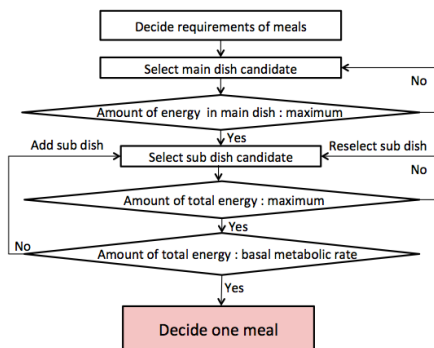 Decide requirements of meals
Select main dish candidate
No
Amount of energy in main dish : maximum
Yes
Add sub dish
Reselect sub dish
Select sub dish candidate
No
Amount of total energy : maximum
Yes
No
Amount of total energy : basal metabolic rate
Yes
Decide one meal